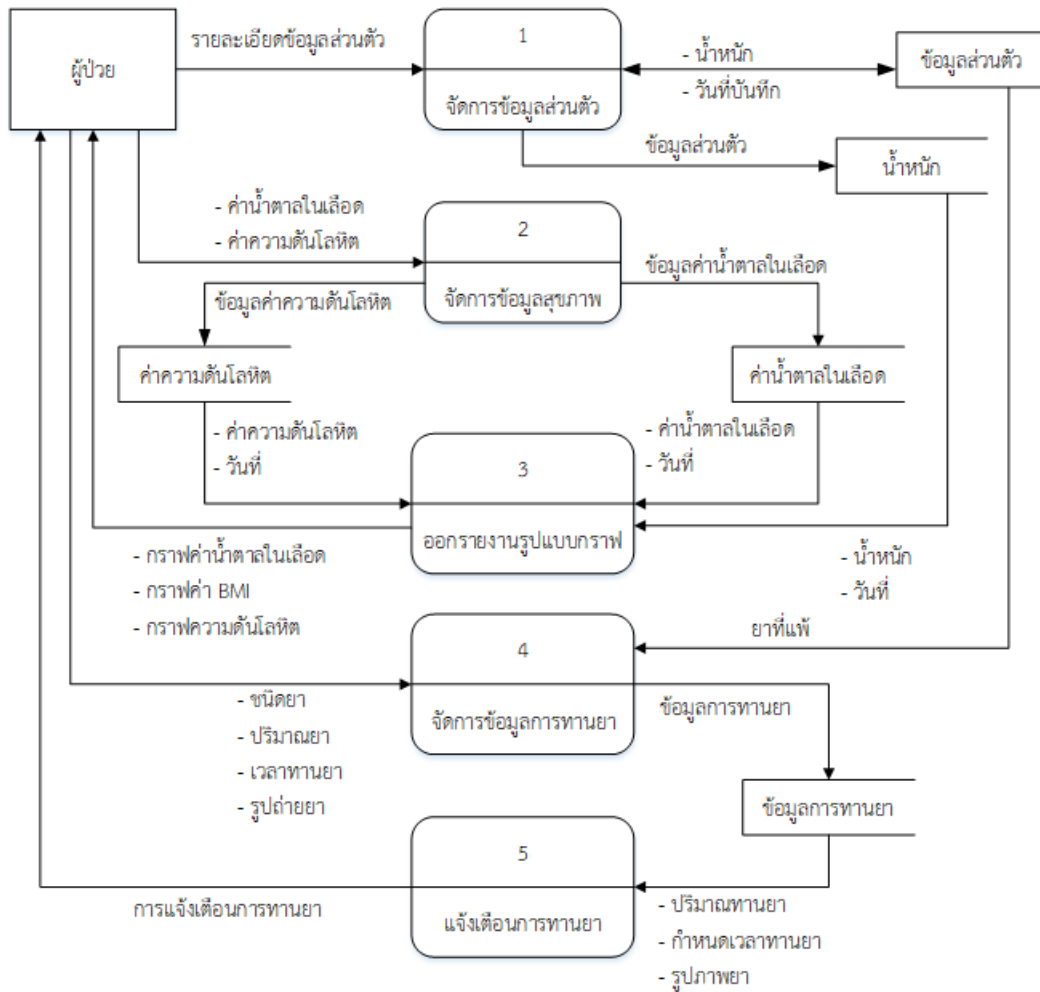 ผู้ป่วย
รายละเอียดข้อมูลส่วนตัว
1
จัดการข้อมูลส่วนตัว
- น้ำหนัก
- วันที่บันทึก
ข้อมูลส่วนตัว
ข้อมูลส่วนตัว
น้ำหนัก
- ค่าน้ำตาลในเลือด
- ค่าความดันโลหิต
2
จัดการข้อมูลสุขภาพ
ข้อมูลค่าน้ำตาลในเลือด
ข้อมูลค่าความดันโลหิต
ค่าความดันโลหิต
ค่าน้ำตาลในเลือด
- ค่าความดันโลหิต
- วันที่
- ค่าน้ำตาลในเลือด
- วันที่
3
ออกรายงานรูปแบบกราฟ
- กราฟค่าน้ำตาลในเลือด
- กราฟค่า BMI
- กราฟความดันโลหิต
- น้ำหนัก
- วันที่
ยาที่แพ้
4
จัดการข้อมูลการทานยา
- ชนิดยา
- ปริมาณยา
- เวลาทานยา
- รูปถ่ายยา
ข้อมูลการทานยา
ข้อมูลการทานยา
5
แจ้งเตือนการทานยา
การแจ้งเตือนการทานยา
- ปริมาณทานยา
- กำหนดเวลาทานยา
- รูปภาพยา